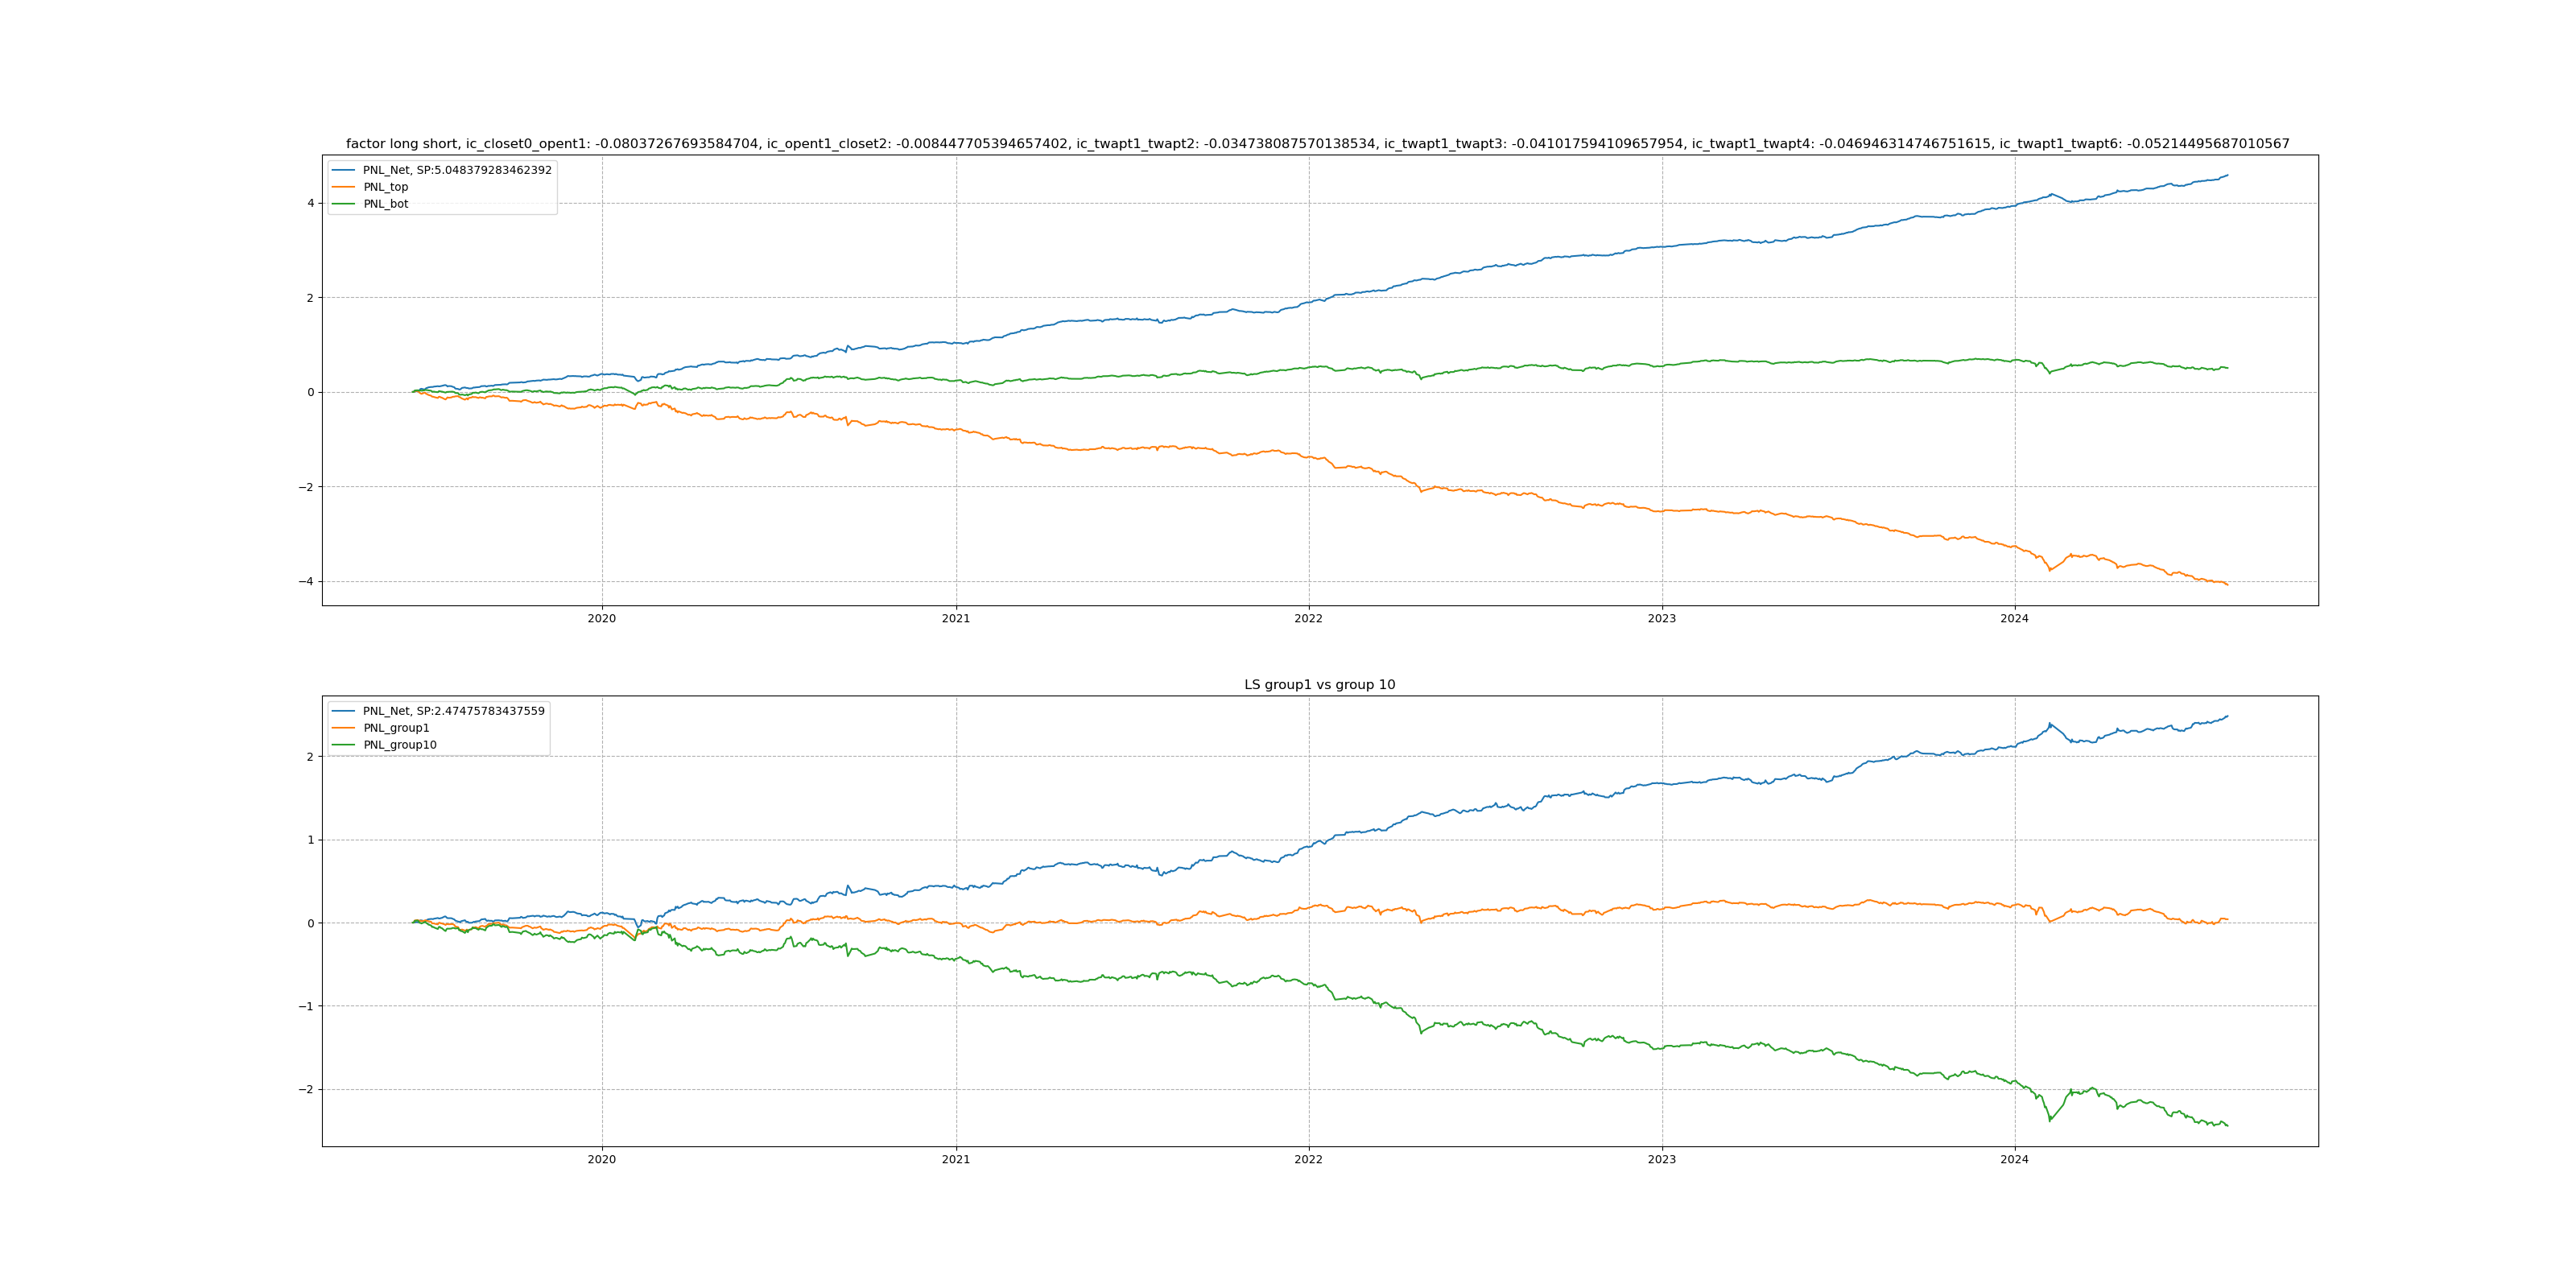 factor long short, ic_closet0_opent1: -0.08037267693584704, ic_opent1_closet2: -0.008447705394657402, ic_twapt1_twapt2: -0.034738087570138534, ic_twapt1_twapt3: -0.041017594109657954, ic_twapt1_twapt4: -0.046946314746751615, ic_twapt1_twapt6: -0.05214495687010567
PNL_Net, SP:5.048379283462392
PNL_top
PNL_bot
4
2
0
−2
−4
2020 2021 2022 2023 2024
LS group1 vs group 10
PNL_Net, SP:2.47475783437559
PNL_group1
PNL_group10
2
1
0
−1
−2
2020 2021 2022 2023 2024